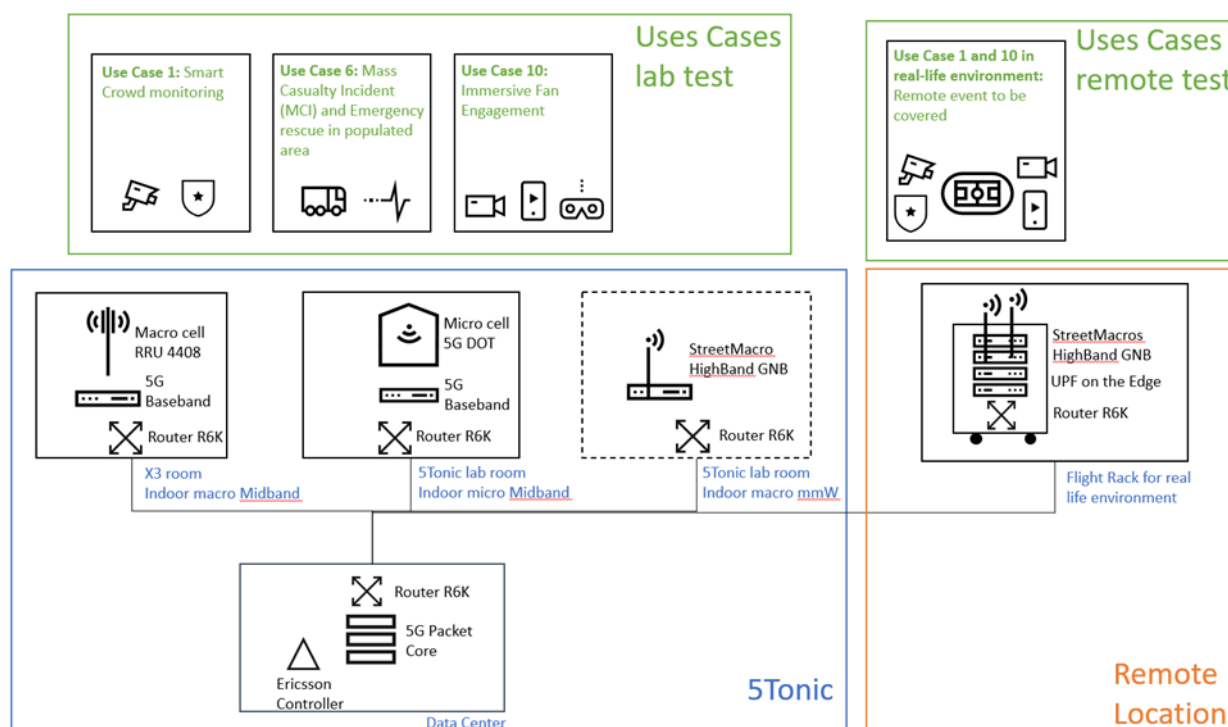 Uses Cases
lab test
Use Case 1: Smart
Crowd monitoring
Use Case 6: Mass
Casualty Incident
(MCI) and Emergency
rescue in populated
area
Use Case 10:
Immersive Fan
Engagement
Uses Cases
remote test
Use Case 1 and 10 in
real-life environment:
Remote event to be
covered
Macro cell
RRU 4408
5G
Baseband
Router R6K
X3 room
Indoor macro Midband
Micro cell
5G DOT
5G
Baseband
Router R6K
5Tonic lab room
Indoor micro Midband
StreetMacro
HighBand GNB
Router R6K
5Tonic lab room
Indoor macro mmW
StreetMacros
HighBand GNB
UPF on the Edge
Router R6K
Flight Rack for real
life environment
Router R6K
5G Packet
Core
Ericsson
Controller
Data Center
5Tonic
Remote
Location